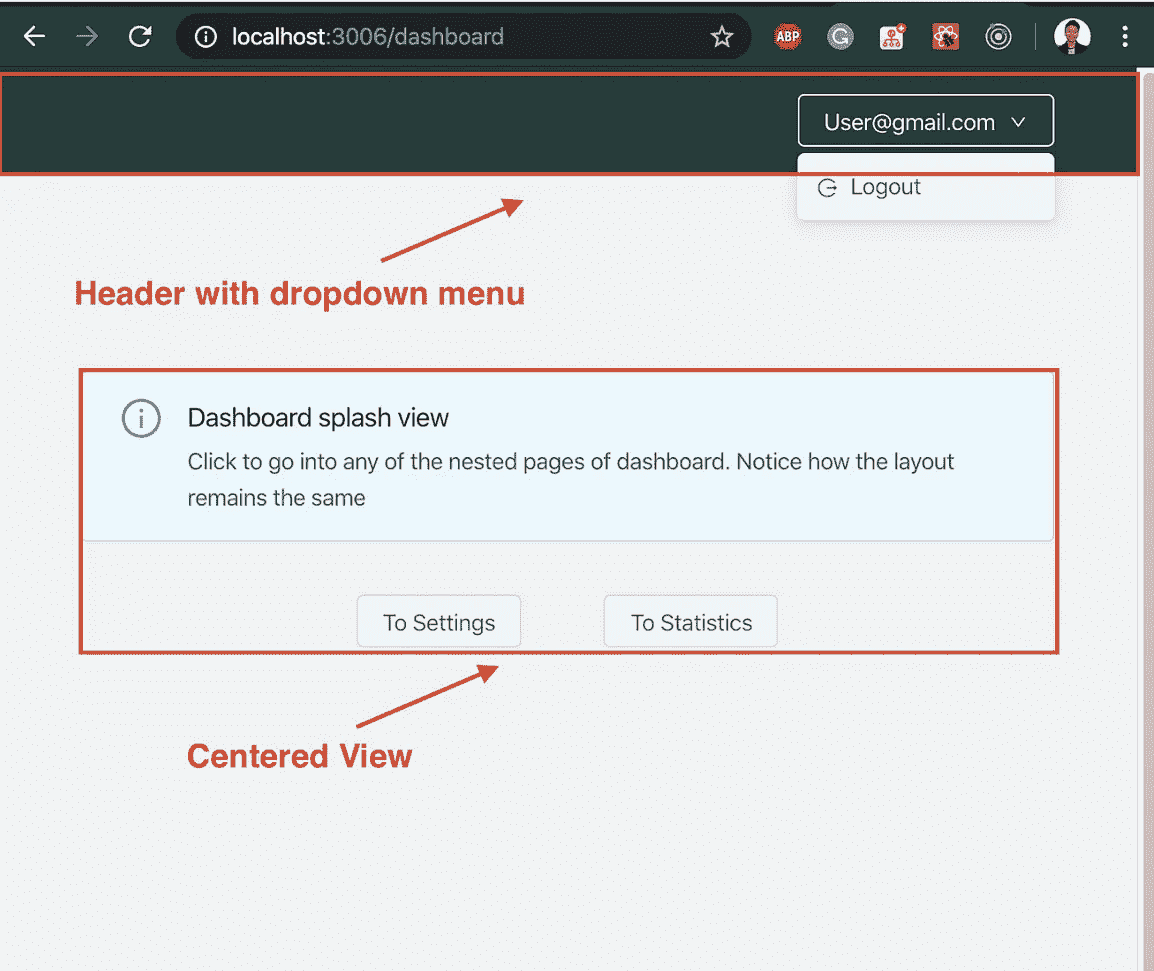 localhost:3006/dashboard
ABP
User@gmail.com
Logout
Header with dropdown menu
Dashboard splash view
Click to go into any of the nested pages of dashboard. Notice how the layout
remains the same
To Settings
To Statistics
Centered View